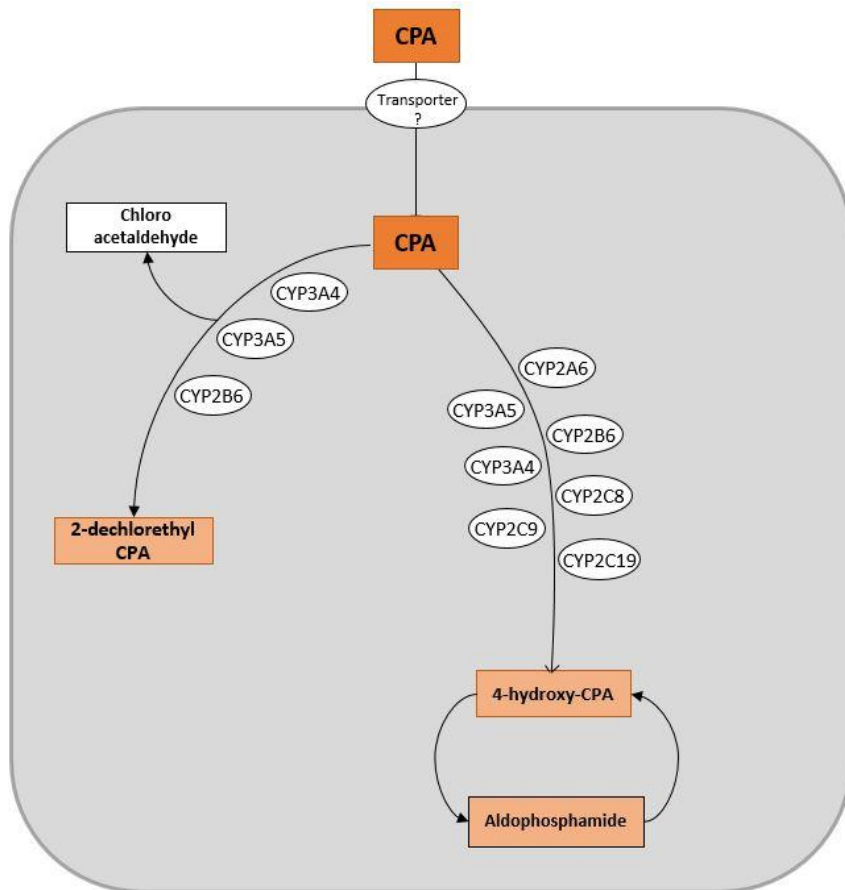 CPA
Transporter
?
Chloro
acetaldehyde
CPA
CYP3A4
CYP3A5
CYP2B6
CYP2A6
CYP3A5
CYP2B6
CYP3A4
CYP2C8
CYP2C9
CYP2C19
2-dechlorethyl
CPA
4-hydroxy-CPA
Aldophosphamide